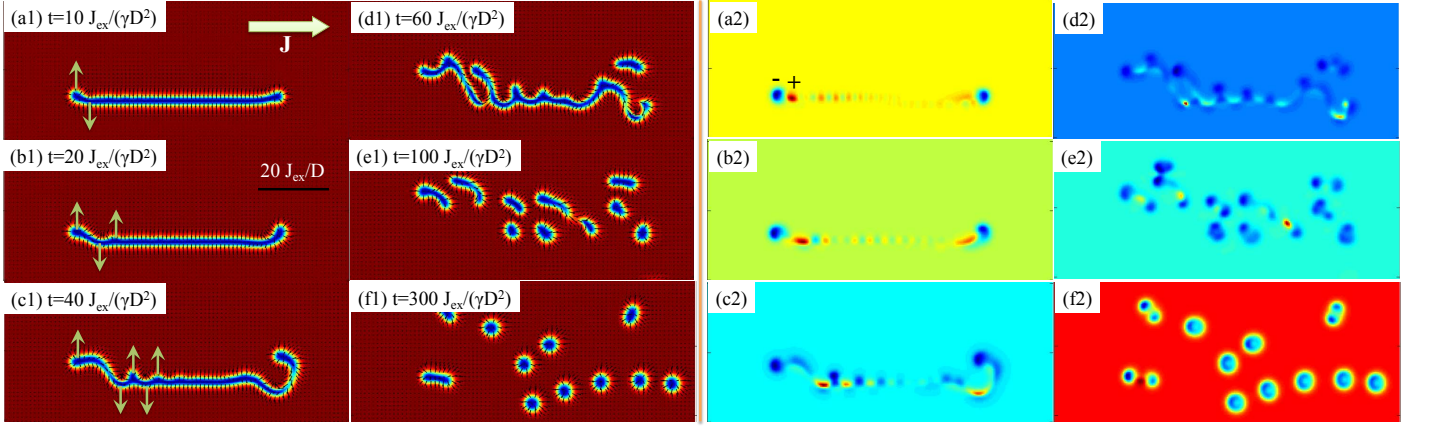 (a1) t=10 J_ex/(γD²)
J
(b1) t=20 J_ex/(γD²)
20 J_ex/D
(c1) t=40 J_ex/(γD²)
(d1) t=60 J_ex/(γD²)
(e1) t=100 J_ex/(γD²)
(f1) t=300 J_ex/(γD²)
(a2)
- +
(b2)
(c2)
(d2)
(e2)
(f2)